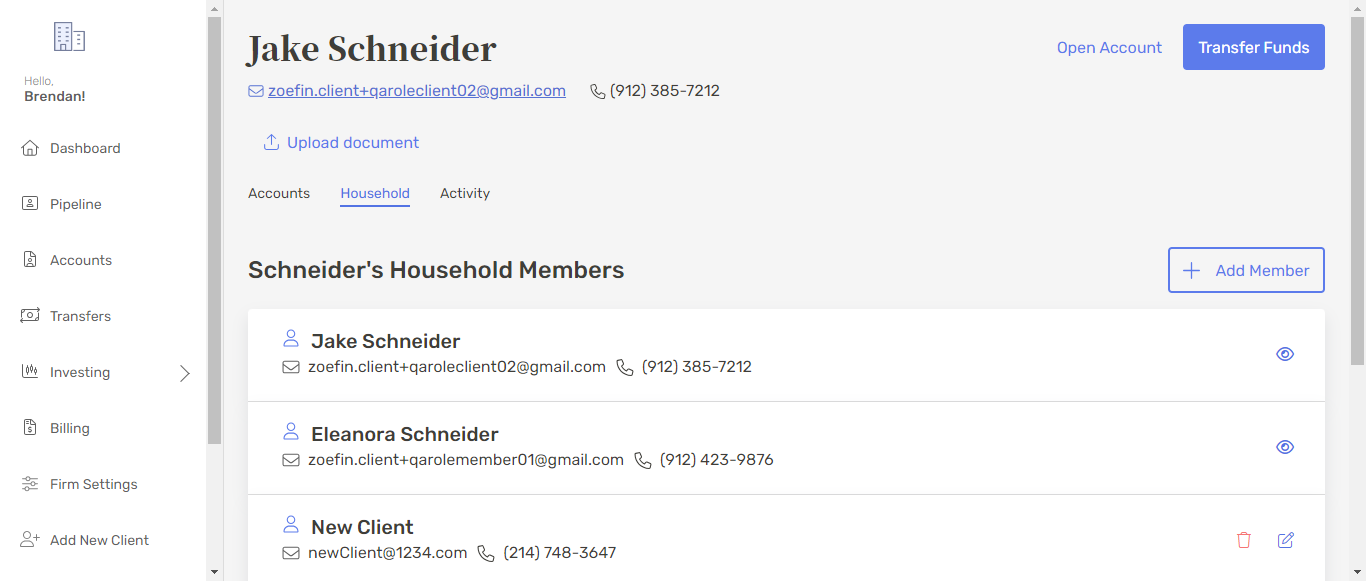 Hello,
Brendan!
Dashboard
Pipeline
Accounts
Transfers
Investing
Billing
Firm Settings
Add New Client
Jake Schneider
Open Account
Transfer Funds
zoefin.client+qaroleclient02@gmail.com (912) 385-7212
Upload document
Accounts Household Activity
Schneider's Household Members
Add Member
Jake Schneider
zoefin.client+qaroleclient02@gmail.com (912) 385-7212
Eleanora Schneider
zoefin.client+qarolemember01@gmail.com (912) 423-9876
New Client
newClient@1234.com (214) 748-3647